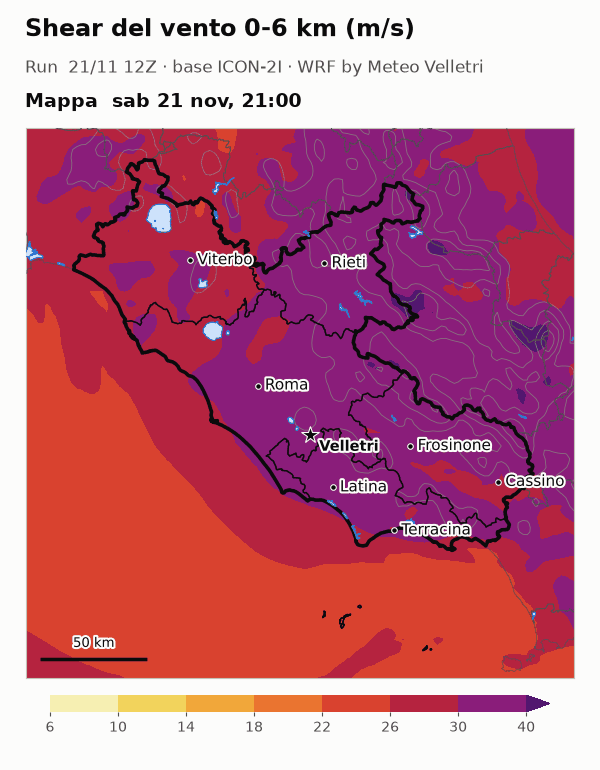 Shear del vento 0-6 km (m/s)
Run 21/11 12Z · base ICON-2I · WRF by Meteo Velletri
Mappa sab 21 nov, 21:00
Viterbo
Rieti
Roma
Velletri
Frosinone
Cassino
Latina
Terracina
50 km
6 10 14 18 22 26 30 40